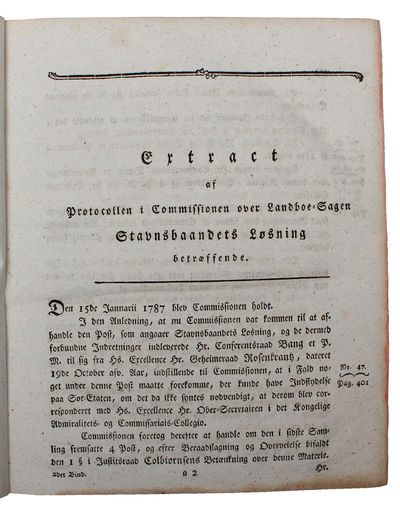 Extract
af
Protocollen i Commissionen over Landboe-Sagen
Stavnsbaandets Løsning
betræffende.
Den 15de Januarii 1787 blev Commissionen holdt.
I den Anledning, at nu Commissionen var kommen til at af-
handle den Post, som angaaer Stavnsbaandets Løsning, og de dermed
forbundne Indretninger indleverede Hr. Conferentsraad Bang et P.
M. til sig fra Hs. Excellence Hr. Geheimeraad Rosenkrantz, dateret
19de October afv. Aar, indstillende til Commissionen, at i Fald no-
get under denne Post maatte forekomme, der kunde have Indflydelse
paa Søe-Etaten, om det da ikke syntes nødvendigt, at derom blev cor-
responderet med Hs. Excellence Hr. Ober-Secretairen i det Kongelige
Admiralitets- og Commissariats-Collegio.
Nr. 47.
Pag. 401
Commissionen foretog derefter at handle om den i sidste Sam-
ling fremsatte 4 Post, og efter Beraadslagning og Overveielse bifaldt
den 1 § i Justitsraad Colbiørnsens Betænkning over denne Materie.
2det Bind.
a 2
Hr.